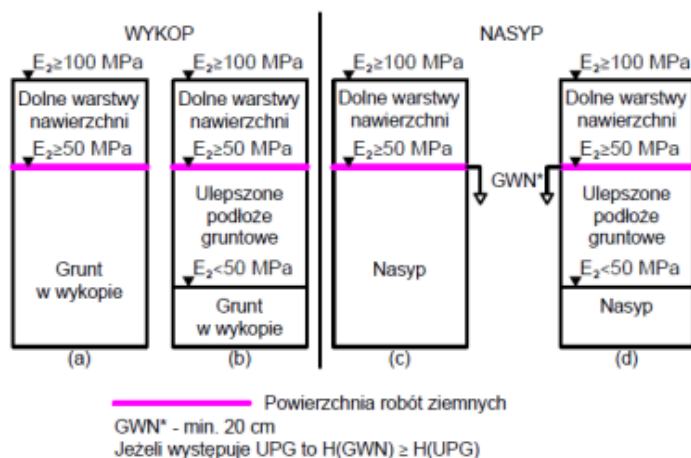 WYKOP
NASYP
E₂≥100 MPa
Dolne warstwy
nawierzchni
E₂≥50 MPa
Grunt
w wykopie
(a)
E₂≥100 MPa
Dolne warstwy
nawierzchni
E₂≥50 MPa
Ulepszone
podłoże
gruntowe
E₂<50 MPa
Grunt
w wykopie
(b)
E₂≥100 MPa
Dolne warstwy
nawierzchni
E₂≥50 MPa
Nasyp
(c)
GWN*
E₂≥100 MPa
Dolne warstwy
nawierzchni
E₂≥50 MPa
Ulepszone
podłoże
gruntowe
E₂<50 MPa
Nasyp
(d)
Powierzchnia robót ziemnych
GWN* - min. 20 cm
Jeżeli występuje UPG to H(GWN) ≥ H(UPG)